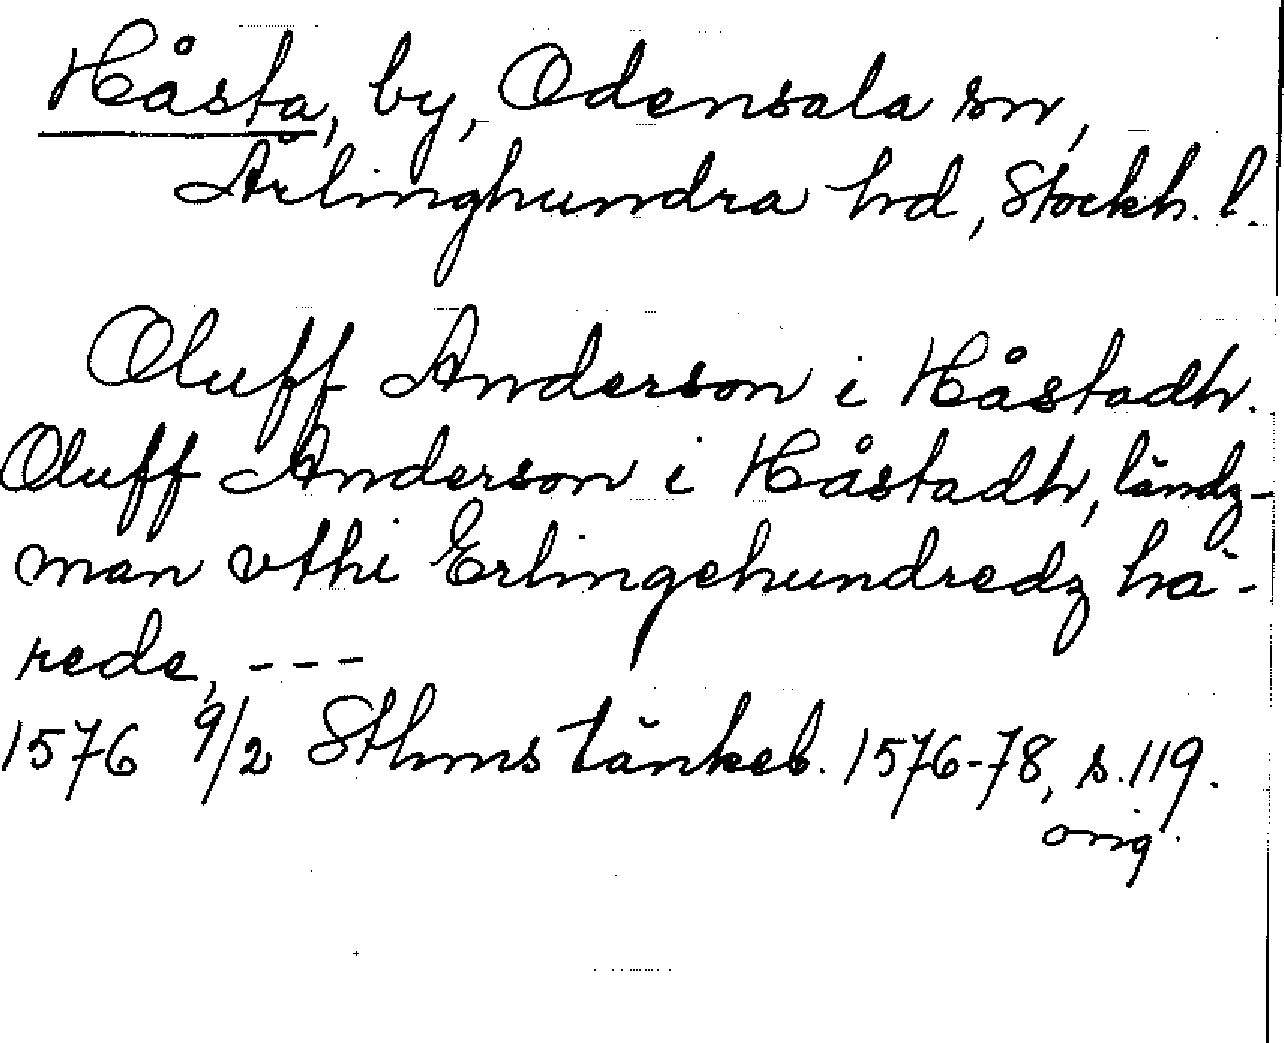 Håsta, by, Odensala sn,
Ärlinghundra hd, Stockh. l.
Oluff Anderson i Håstadh.
Oluff Anderson i Håstadh,ländz-
man vthi Erlingehundredz hä-
rede, ---
1576 9/2 Sthms tänkeb. 1576-78, s. 119.
orig.